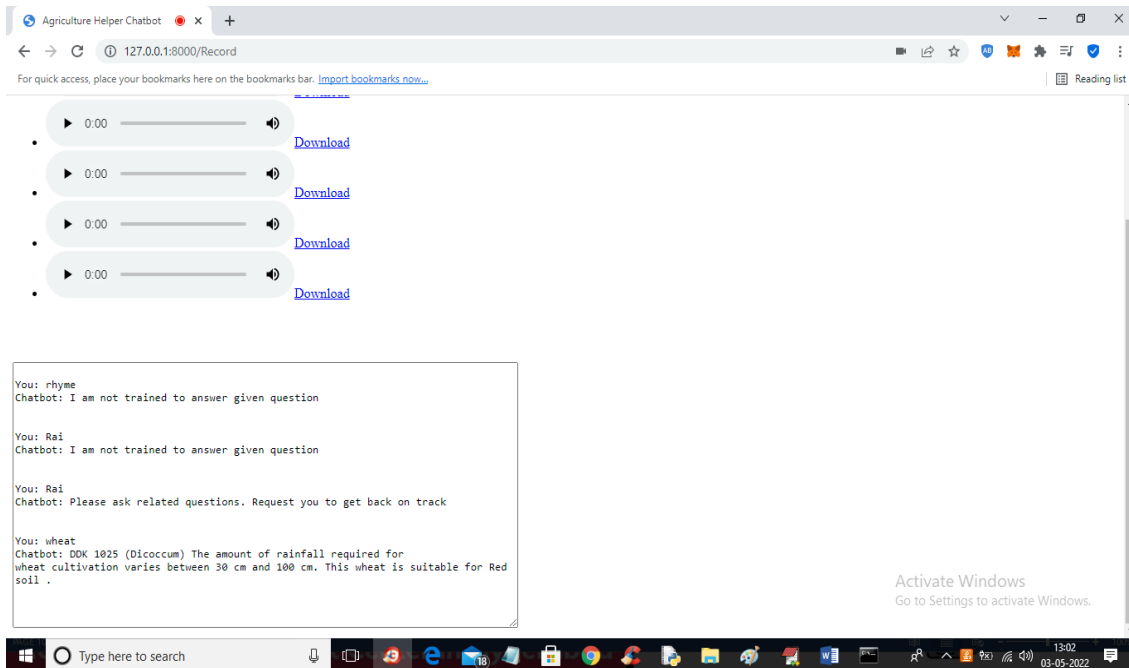 Agriculture Helper Chatbot
127.0.0.1:8000/Record
For quick access, place your bookmarks here on the bookmarks bar. Import bookmarks now...
Reading list
Download
0:00
Download
0:00
Download
0:00
Download
0:00
Download
You: rhyme
Chatbot: I am not trained to answer given question
You: Rai
Chatbot: I am not trained to answer given question
You: Rai
Chatbot: Please ask related questions. Request you to get back on track
You: wheat
Chatbot: DDK 1025 (Dicoccum) The amount of rainfall required for
wheat cultivation varies between 30 cm and 100 cm. This wheat is suitable for Red
soil .
Activate Windows
Go to Settings to activate Windows.
Type here to search
18
13:02
03-05-2022